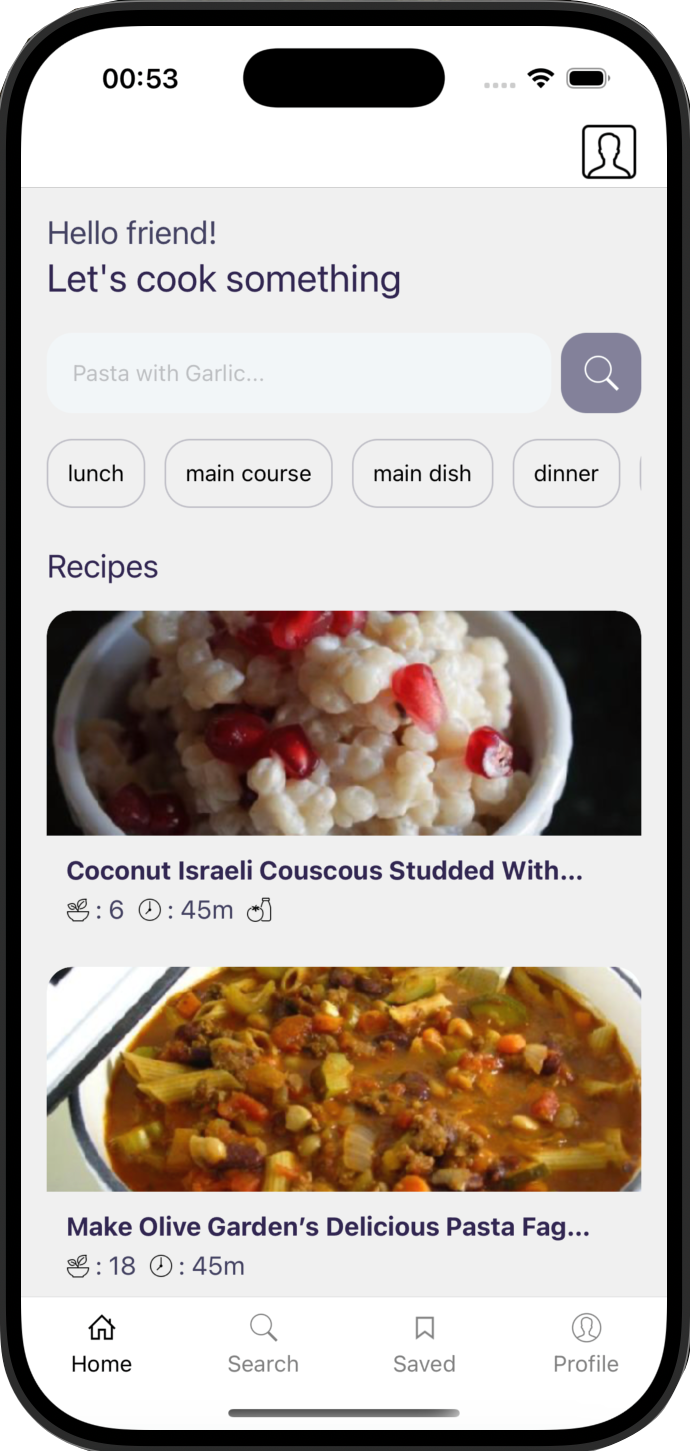 00:53
Hello friend!
Let's cook something
Pasta with Garlic...
lunch main course main dish dinner
Recipes
Coconut Israeli Couscous Studded With...
: 6 : 45m
Make Olive Garden’s Delicious Pasta Fag...
: 18 : 45m
Home Search Saved Profile